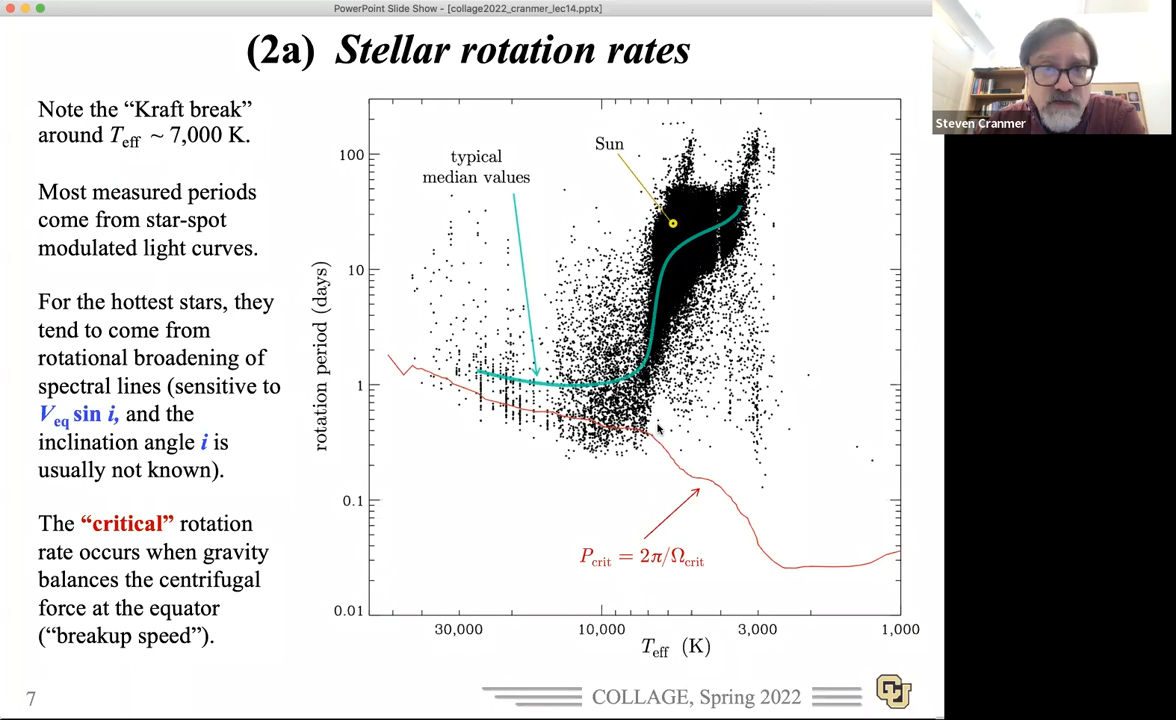 PowerPoint Slide Show - [collage2022_cranmer_lec14.pptx]
(2a) Stellar rotation rates
Steven Cranmer
Note the “Kraft break”
around Teff ~ 7,000 K.
Most measured periods
come from star-spot
modulated light curves.
For the hottest stars, they
tend to come from
rotational broadening of
spectral lines (sensitive to
Veq sin i, and the
inclination angle i is
usually not known).
The “critical” rotation
rate occurs when gravity
balances the centrifugal
force at the equator
(“breakup speed”).
rotation period (days)
100
10
1
0.1
0.01
typical
median values
Sun
Pcrit = 2π/Ωcrit
30,000 10,000 3,000 1,000
Teff (K)
7
COLLAGE, Spring 2022
CU